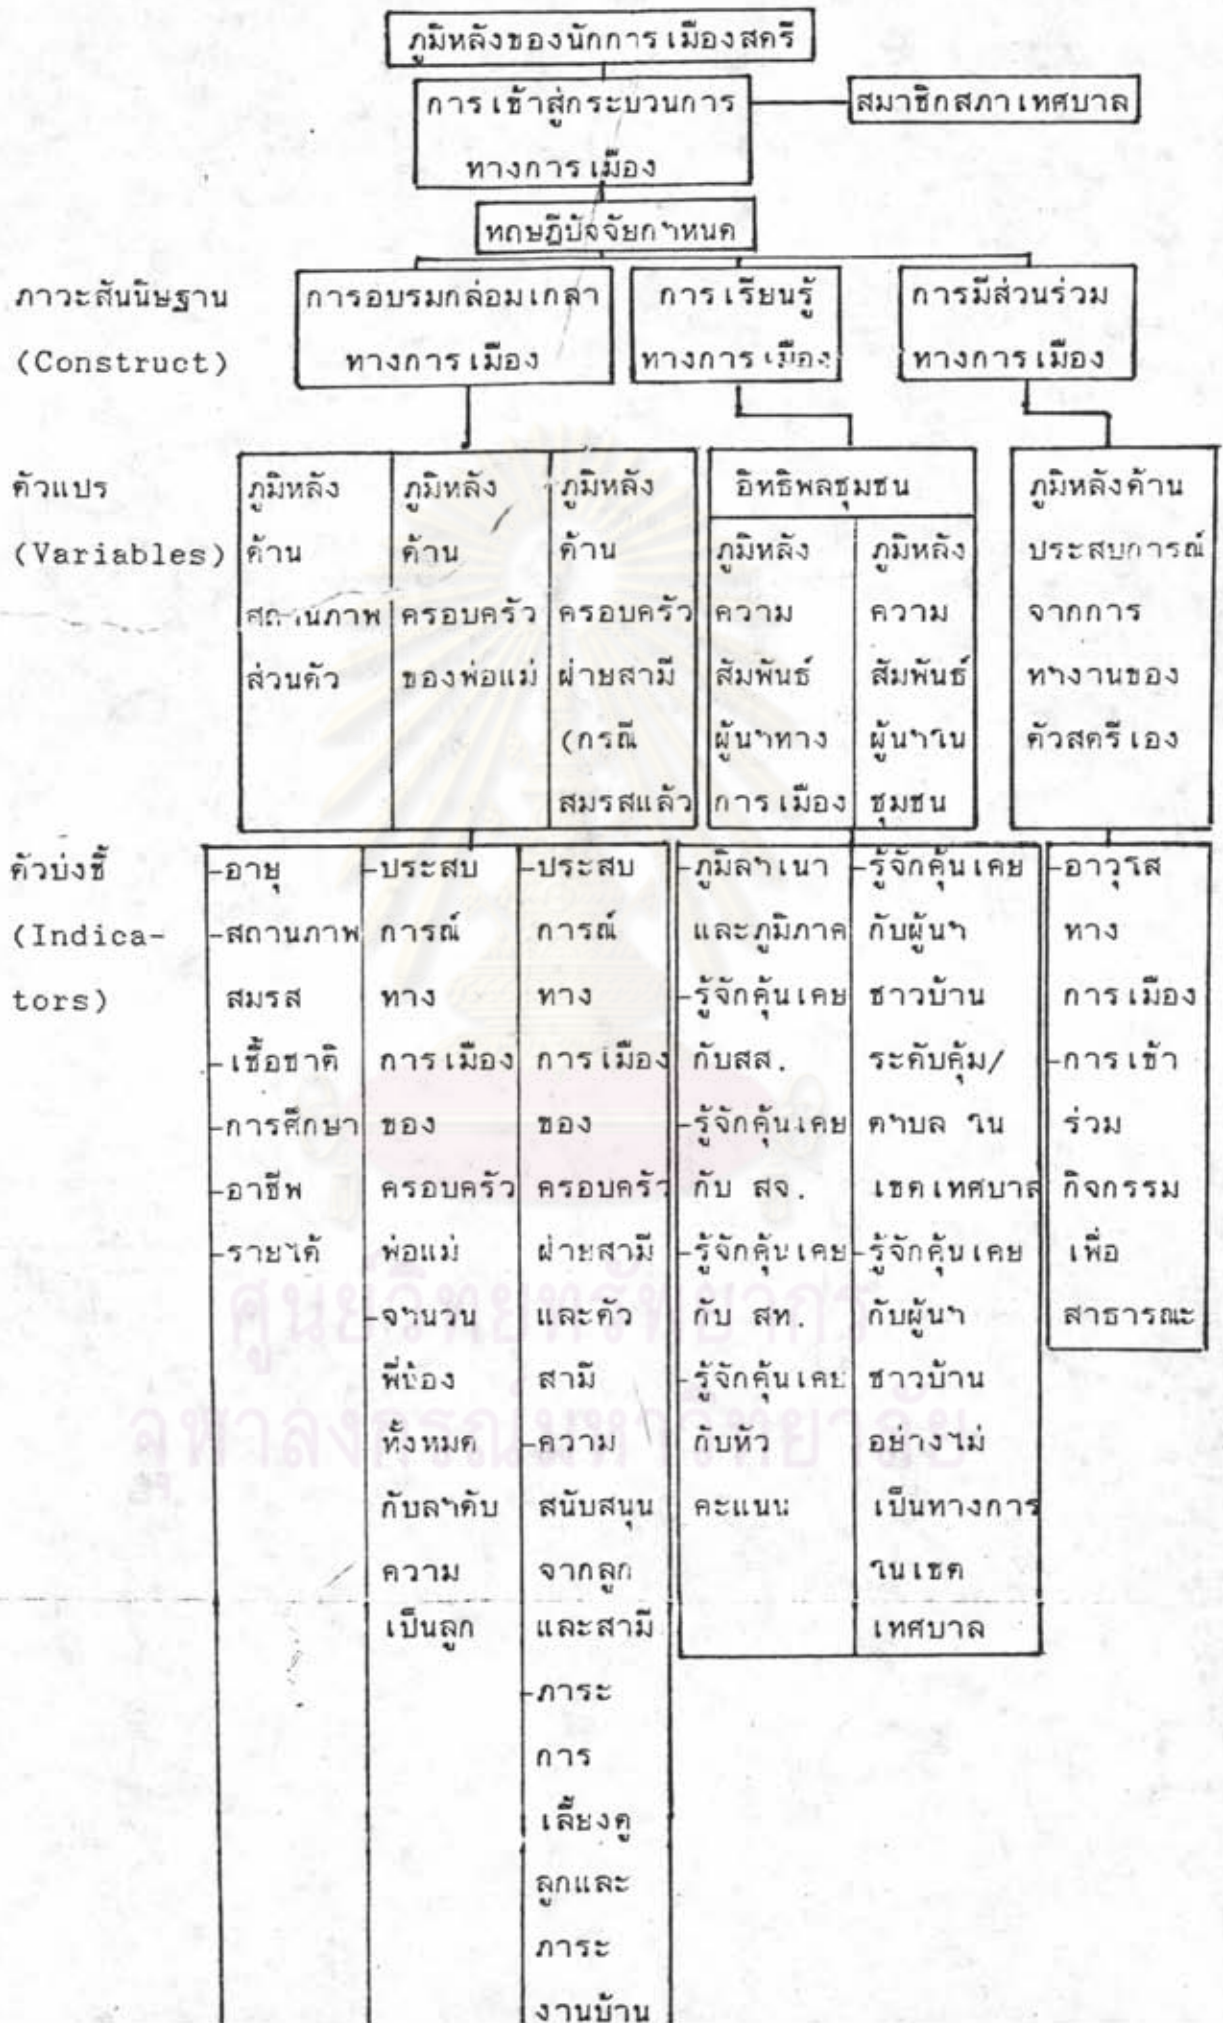 ภูมิหลังของนักการเมืองสตรี
การเข้าสู่กระบวนการ
ทางการเมือง
สมาชิกสภาเทศบาล
ทฤษฎีปัจจัยกำหนด
ภาวะสันนิษฐาน
(Construct)
การอบรมกล่อมเกลา
ทางการเมือง
การเรียนรู้
ทางการเมือง
การมีส่วนร่วม
ทางการเมือง
ตัวแปร
(Variables)
ภูมิหลัง
ด้าน
สถานภาพ
ส่วนตัว
ภูมิหลัง
ด้าน
ครอบครัว
ของพ่อแม่
ภูมิหลัง
ด้าน
ครอบครัว
ฝ่ายสามี
(กรณี
สมรสแล้ว
อิทธิพลชุมชน
ภูมิหลัง
ความ
สัมพันธ์
ผู้นำทาง
การเมือง
ภูมิหลัง
ความ
สัมพันธ์
ผู้นำใน
ชุมชน
ภูมิหลังด้าน
ประสบการณ์
จากการ
ทำงานของ
ตัวสตรีเอง
ตัวบ่งชี้
(Indica-
tors)
-อายุ
-สถานภาพ
สมรส
-เชื้อชาติ
-การศึกษา
-อาชีพ
-รายได้
-ประสบ
การณ์
ทาง
การเมือง
ของ
ครอบครัว
พ่อแม่
-จำนวน
พี่น้อง
ทั้งหมด
กับลำดับ
ความ
เป็นลูก
-ประสบ
การณ์
ทาง
การเมือง
ของ
ครอบครัว
ฝ่ายสามี
และตัว
สามี
-ความ
สนับสนุน
จากลูก
และสามี
-ภาระ
การ
เลี้ยงดู
ลูกและ
ภาระ
งานบ้าน
-ภูมิลำเนา
และภูมิภาค
-รู้จักคุ้นเคย
กับสส.
-รู้จักคุ้นเคย
กับ สจ.
-รู้จักคุ้นเคย
กับ สท.
-รู้จักคุ้นเคย
กับหัว
คะแนน
-รู้จักคุ้นเคย
กับผู้นำ
ชาวบ้าน
ระดับคุ้ม/
ตำบล ใน
เขตเทศบาล
-รู้จักคุ้นเคย
กับผู้นำ
ชาวบ้าน
อย่างไม่
เป็นทางการ
ในเขต
เทศบาล
-อาวุโส
ทาง
การเมือง
-การเข้า
ร่วม
กิจกรรม
เพื่อ
สาธารณะ
ศูนย์วิทยทรัพยากร
จุฬาลงกรณ์มหาวิทยาลัย